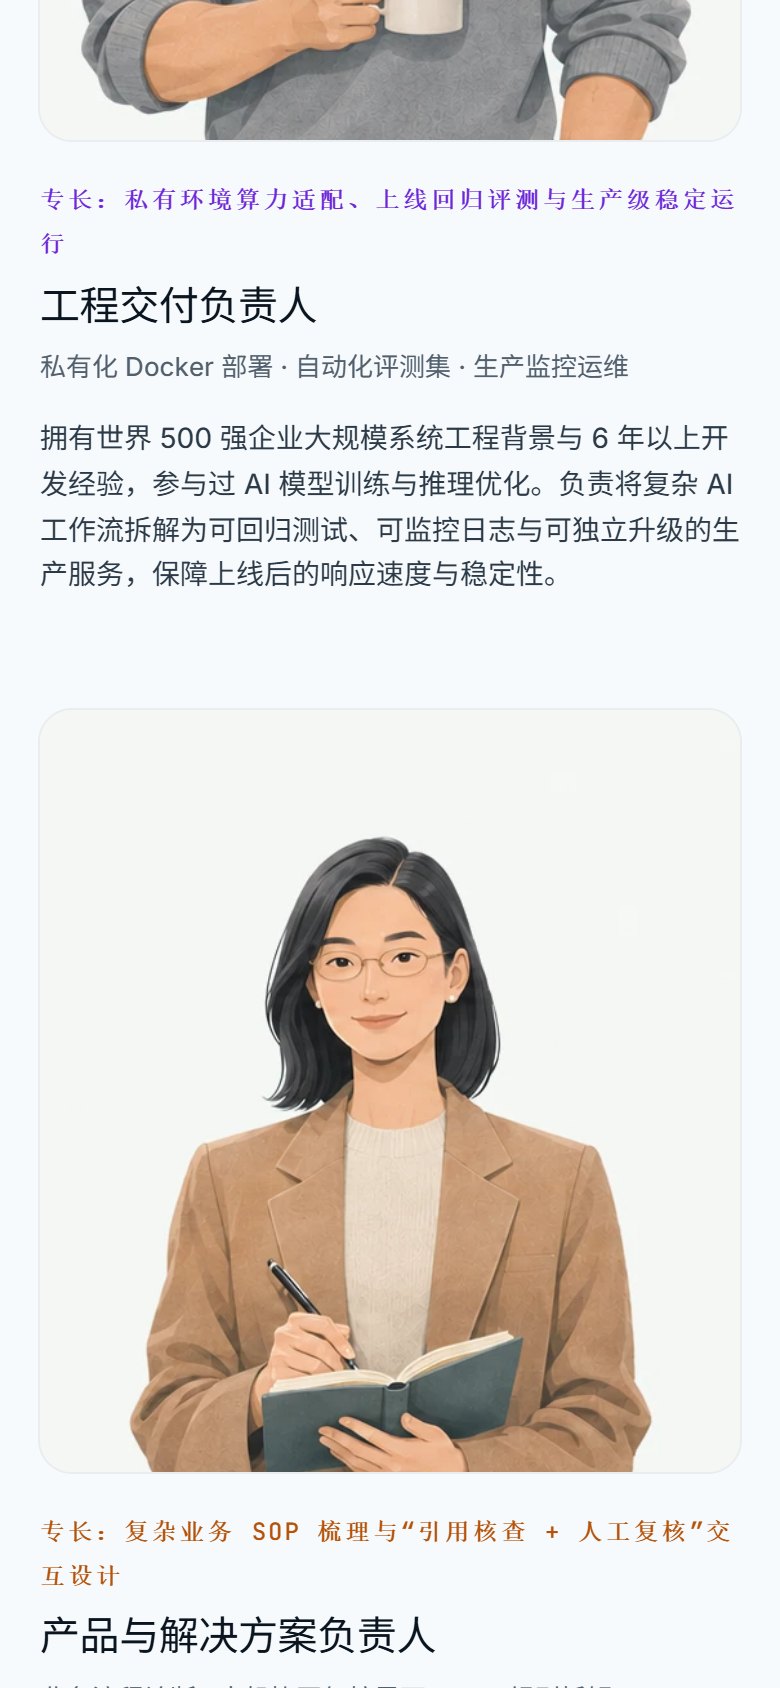 专长：私有环境算力适配、上线回归评测与生产级稳定运
行
工程交付负责人
私有化 Docker 部署 · 自动化评测集 · 生产监控运维
拥有世界 500 强企业大规模系统工程背景与 6 年以上开
发经验，参与过 AI 模型训练与推理优化。负责将复杂 AI
工作流拆解为可回归测试、可监控日志与可独立升级的生
产服务，保障上线后的响应速度与稳定性。
专长：复杂业务 SOP 梳理与“引用核查 + 人工复核”交
互设计
产品与解决方案负责人